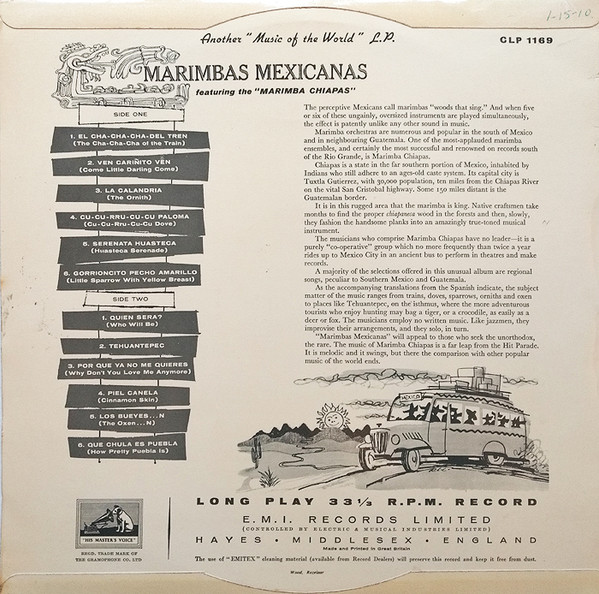 1-15-10
Another "Music of the World" L.P.
CLP 1169
MARIMBAS MEXICANAS
featuring the "MARIMBA CHIAPAS"
SIDE ONE
1. EL CHA-CHA-CHA-DEL TREN
(The Cha-Cha-Cha of the Train)
2. VEN CARIÑITO VEN
(Come Little Darling Come)
3. LA CALANDRIA
(The Ornith)
4. CU-CU-RRU-CU-CU PALOMA
(Cu-Cu-Rru-Cu-Cu Dove)
5. SERENATA HUASTECA
(Huasteca Serenade)
6. GORRIONCITO PECHO AMARILLO
(Little Sparrow With Yellow Breast)
SIDE TWO
1. QUIEN SERA?
(Who Will Be)
2. TEHUANTEPEC
3. POR QUE YA NO ME QUIERES
(Why Don't You Love Me Anymore)
4. PIEL CANELA
(Cinnamon Skin)
5. LOS BUEYES...N
(The Oxen...N)
6. QUE CHULA ES PUEBLA
(How Pretty Puebla is)
The perceptive Mexicans call marimbas "woods that sing." And when five
or six of these ungainly, oversized instruments are played simultaneously,
the effect is patently unlike any other sound in music.
Marimba orchestras are numerous and popular in the south of Mexico
and in neighbouring Guatemala. One of the most-applauded marimba
ensembles, and certainly the most successful and renowned on records south
of the Rio Grande, is Marimba Chiapas.
Chiapas is a state in the far southern portion of Mexico, inhabited by
Indians who still adhere to an ages-old caste system. Its capital city is
Tuxtla Gutierrez, with 30,000 population, ten miles from the Chiapas River
on the vital San Cristobal highway. Some 150 miles distant is the
Guatemalan border.
It is in this rugged area that the marimba is king. Native craftsmen take
months to find the proper chiapaneca wood in the forests and then, slowly,
they fashion the handsome planks into an amazingly true-toned musical
instrument.
The musicians who comprise Marimba Chiapas have no leader—it is a
purely "co-operative" group which no more frequently than twice a year
rides up to Mexico City in an ancient bus to perform in theatres and make
records.
A majority of the selections offered in this unusual album are regional
songs, peculiar to Southern Mexico and Guatemala.
As the accompanying translations from the Spanish indicate, the subject
matter of the music ranges from trains, doves, sparrows, orniths and oxen
to places like Tehuantepec, on the isthmus, where the more adventurous
tourists who enjoy hunting may bag a tiger, or a crocodile, as easily as a
deer or fox. The musicians employ no written music. Like jazzmen, they
improvise their arrangements, and they solo, in turn.
"Marimbas Mexicanas" will appeal to those who seek the unorthodox,
the rare. The music of Marimba Chiapas is a far leap from the Hit Parade.
It is melodic and it swings, but there the comparison with other popular
music of the world ends.
MEXICO
LONG PLAY 33⅓ R.P.M. RECORD
E.M.I. RECORDS LIMITED
(CONTROLLED BY ELECTRIC & MUSICAL INDUSTRIES LIMITED)
HAYES · MIDDLESEX · ENGLAND
Made and Printed in Great Britain
"HIS MASTER'S VOICE"
REGD. TRADE MARK OF
THE GRAMOPHONE CO. LTD
The use of "EMITEX" cleaning material (available from Record Dealers) will preserve this record and keep it free from dust.